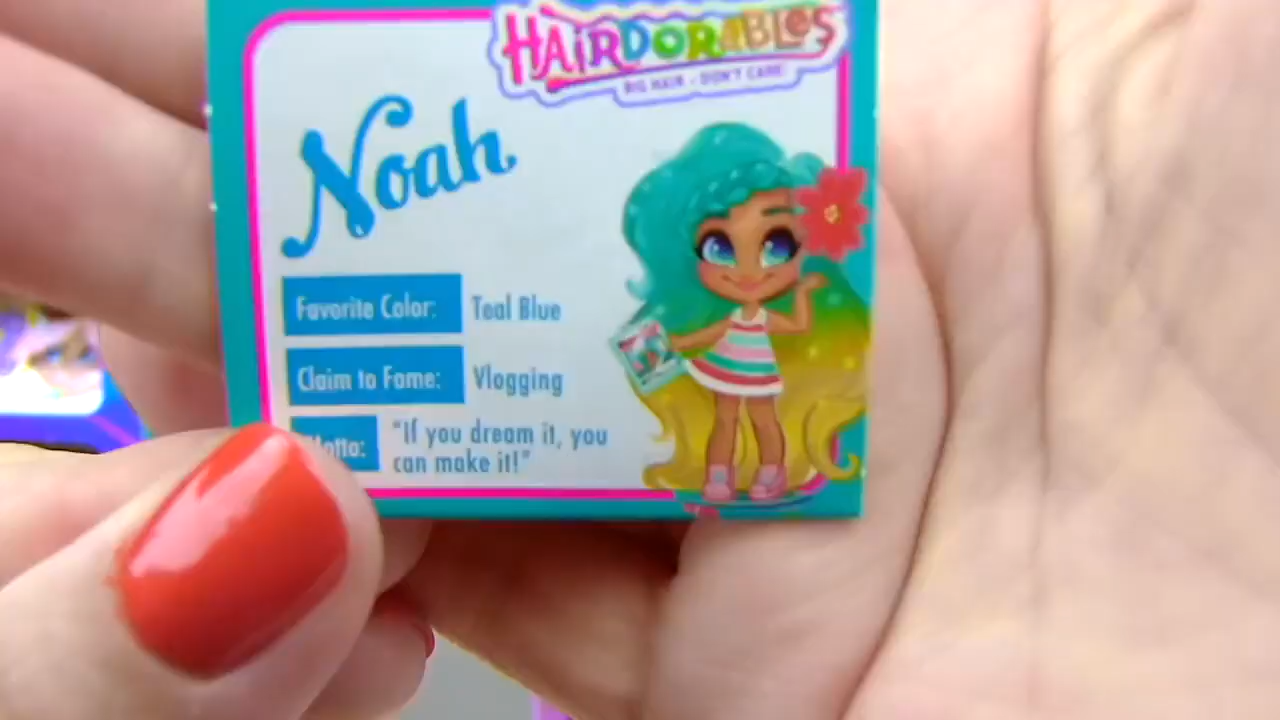 HAIRDORABLES
BIG HAIR - DON'T CARE!
Noah
Favorite Color: Teal Blue
Claim to Fame: Vlogging
Motto: "If you dream it, you
can make it!"